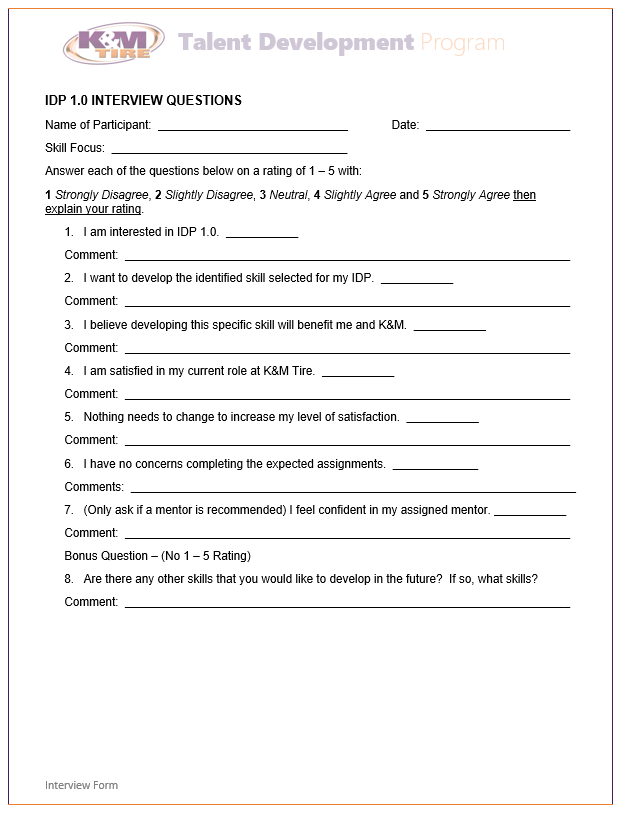 K&M TIRE Talent Development Program
IDP 1.0 INTERVIEW QUESTIONS
Name of Participant: ____________________ Date: ____________________
Skill Focus: ____________________
Answer each of the questions below on a rating of 1 – 5 with:
1 Strongly Disagree, 2 Slightly Disagree, 3 Neutral, 4 Slightly Agree and 5 Strongly Agree then
explain your rating.
1. I am interested in IDP 1.0. ___________
Comment: ____________________
2. I want to develop the identified skill selected for my IDP. ___________
Comment: ____________________
3. I believe developing this specific skill will benefit me and K&M. ___________
Comment: ____________________
4. I am satisfied in my current role at K&M Tire. ___________
Comment: ____________________
5. Nothing needs to change to increase my level of satisfaction. ___________
Comment: ____________________
6. I have no concerns completing the expected assignments. ___________
Comments: ____________________
7. (Only ask if a mentor is recommended) I feel confident in my assigned mentor. ___________
Comment: ____________________
Bonus Question – (No 1 – 5 Rating)
8. Are there any other skills that you would like to develop in the future? If so, what skills?
Comment: ____________________
Interview Form